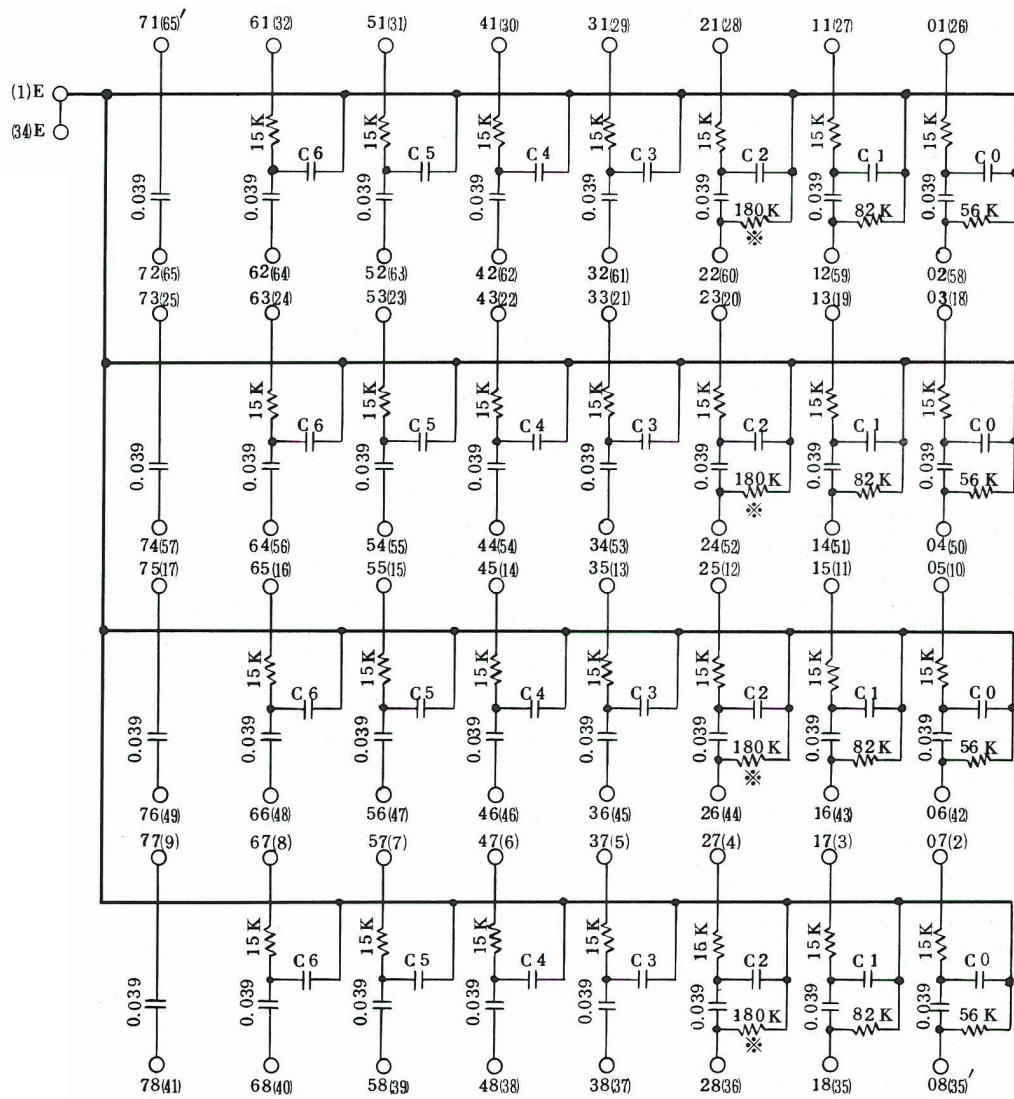 71(65)′ 61(32) 51(31) 41(30) 31(29) 21(28) 11(27) 01(26)
(1)E
(34)E
15K 15K 15K 15K 15K 15K 15K
C6 C5 C4 C3 C2 C1 C0
0.039 0.039 0.039 0.039 0.039 0.039 0.039 0.039
180K 82K 56K
※
72(65) 62(64) 52(63) 42(62) 32(61) 22(60) 12(59) 02(58)
73(25) 63(24) 53(23) 43(22) 33(21) 23(20) 13(19) 03(18)
15K 15K 15K 15K 15K 15K 15K
C6 C5 C4 C3 C2 C1 C0
0.039 0.039 0.039 0.039 0.039 0.039 0.039 0.039
180K 82K 56K
※
74(57) 64(56) 54(55) 44(54) 34(53) 24(52) 14(51) 04(50)
75(17) 65(16) 55(15) 45(14) 35(13) 25(12) 15(11) 05(10)
15K 15K 15K 15K 15K 15K 15K
C6 C5 C4 C3 C2 C1 C0
0.039 0.039 0.039 0.039 0.039 0.039 0.039 0.039
180K 82K 56K
※
76(49) 66(48) 56(47) 46(46) 36(45) 26(44) 16(43) 06(42)
77(9) 67(8) 57(7) 47(6) 37(5) 27(4) 17(3) 07(2)
15K 15K 15K 15K 15K 15K 15K
C6 C5 C4 C3 C2 C1 C0
0.039 0.039 0.039 0.039 0.039 0.039 0.039 0.039
180K 82K 56K
※
78(41) 68(40) 58(39) 48(38) 38(37) 28(36) 18(35) 08(35)′